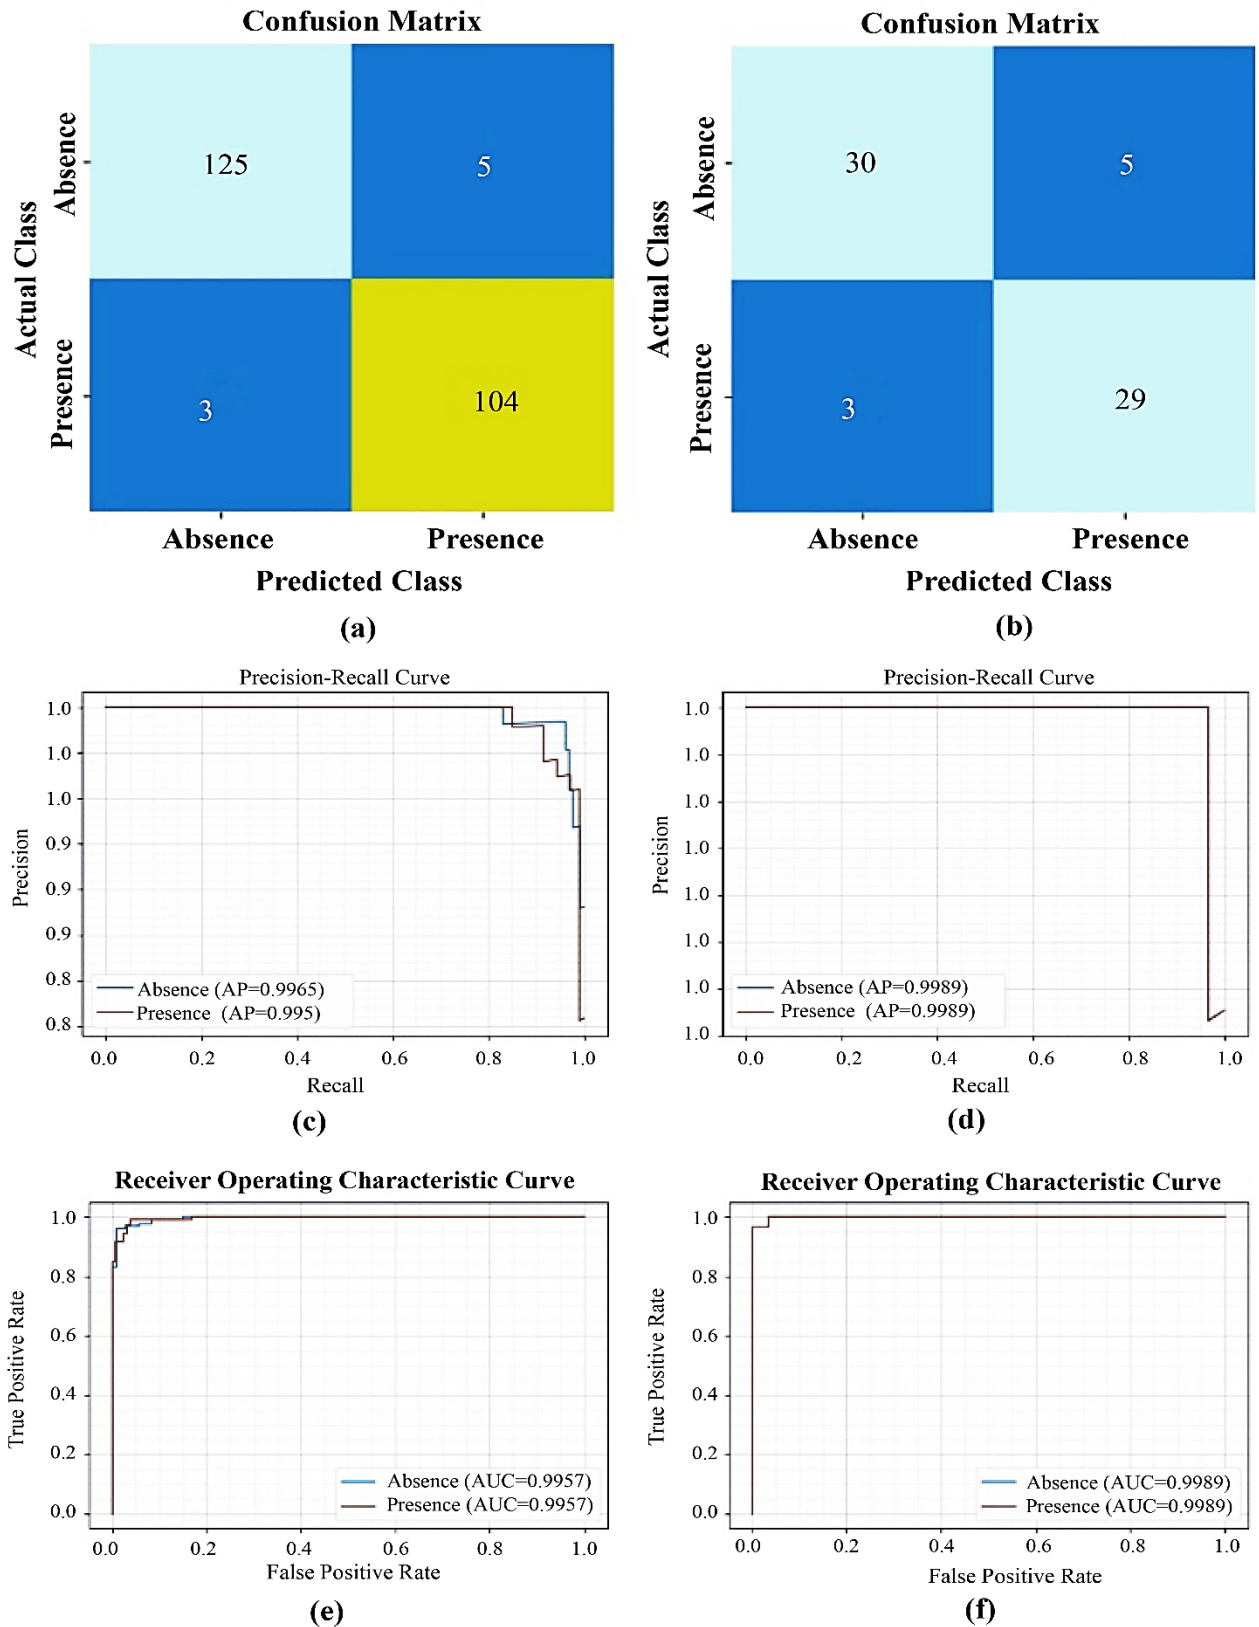 Confusion Matrix
Actual Class
Absence
Presence
125
5
3
104
Absence
Presence
Predicted Class
(a)
Confusion Matrix
Actual Class
Absence
Presence
30
5
3
29
Absence
Presence
Predicted Class
(b)
Precision-Recall Curve
Precision
1.0
1.0
1.0
0.9
0.9
0.9
0.8
0.8
Absence (AP=0.9965)
Presence (AP=0.995)
0.0 0.2 0.4 0.6 0.8 1.0
Recall
(c)
Precision-Recall Curve
Precision
1.0
1.0
1.0
1.0
1.0
1.0
1.0
1.0
Absence (AP=0.9989)
Presence (AP=0.9989)
0.0 0.2 0.4 0.6 0.8 1.0
Recall
(d)
Receiver Operating Characteristic Curve
True Positive Rate
1.0
0.8
0.6
0.4
0.2
0.0
Absence (AUC=0.9957)
Presence (AUC=0.9957)
0.0 0.2 0.4 0.6 0.8 1.0
False Positive Rate
(e)
Receiver Operating Characteristic Curve
True Positive Rate
1.0
0.8
0.6
0.4
0.2
0.0
Absence (AUC=0.9989)
Presence (AUC=0.9989)
0.0 0.2 0.4 0.6 0.8 1.0
False Positive Rate
(f)